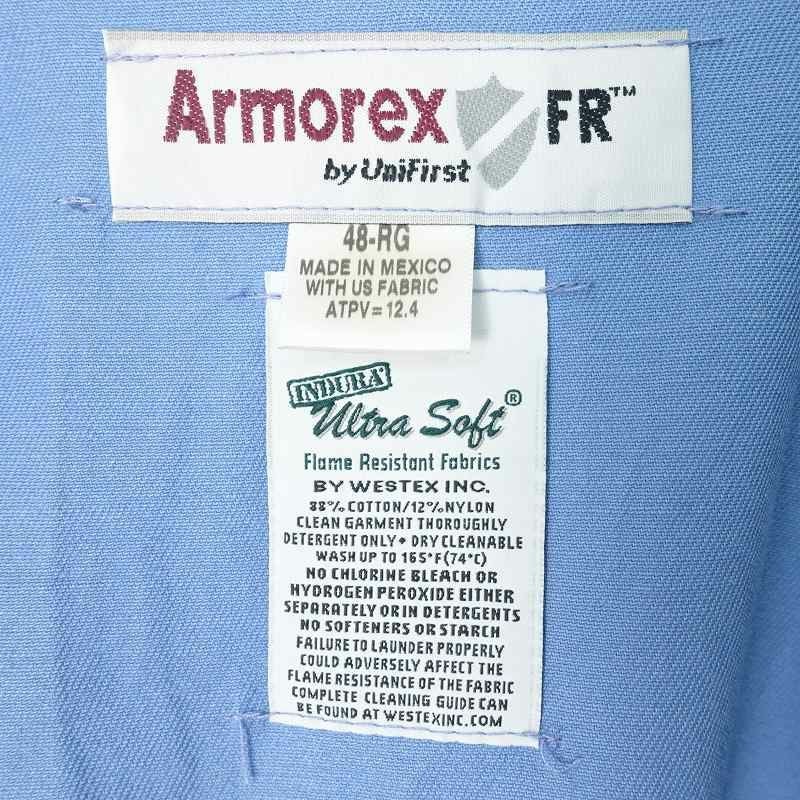 Armorex FR™
by UniFirst
48-RG
MADE IN MEXICO
WITH US FABRIC
ATPV= 12.4
INDURA®
Ultra Soft®
Flame Resistant Fabrics
BY WESTEX INC.
88% COTTON/12% NYLON
CLEAN GARMENT THOROUGHLY
DETERGENT ONLY • DRY CLEANABLE
WASH UP TO 165°F(74°C)
NO CHLORINE BLEACH OR
HYDROGEN PEROXIDE EITHER
SEPARATELY OR IN DETERGENTS
NO SOFTENERS OR STARCH
FAILURE TO LAUNDER PROPERLY
COULD ADVERSELY AFFECT THE
FLAME RESISTANCE OF THE FABRIC
COMPLETE CLEANING GUIDE CAN
BE FOUND AT WESTEXINC.COM